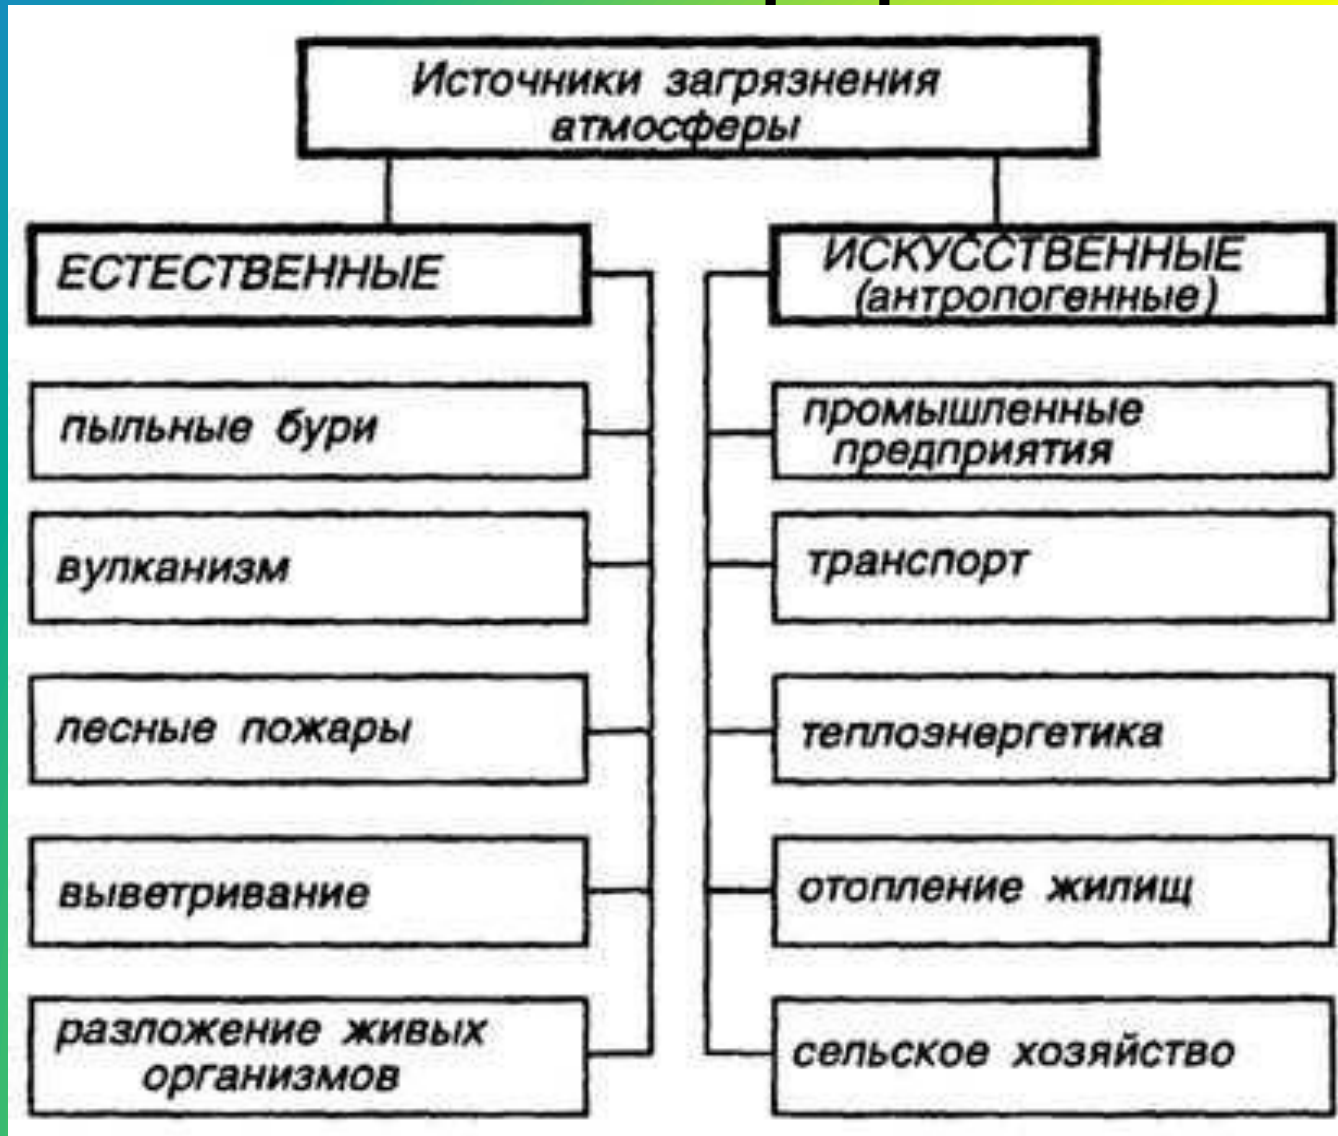 Источники загрязнения
атмосферы
ЕСТЕСТВЕННЫЕ
пыльные бури
вулканизм
лесные пожары
выветривание
разложение живых
организмов
ИСКУССТВЕННЫЕ
(антропогенные)
промышленные
предприятия
транспорт
теплоэнергетика
отопление жилищ
сельское хозяйство